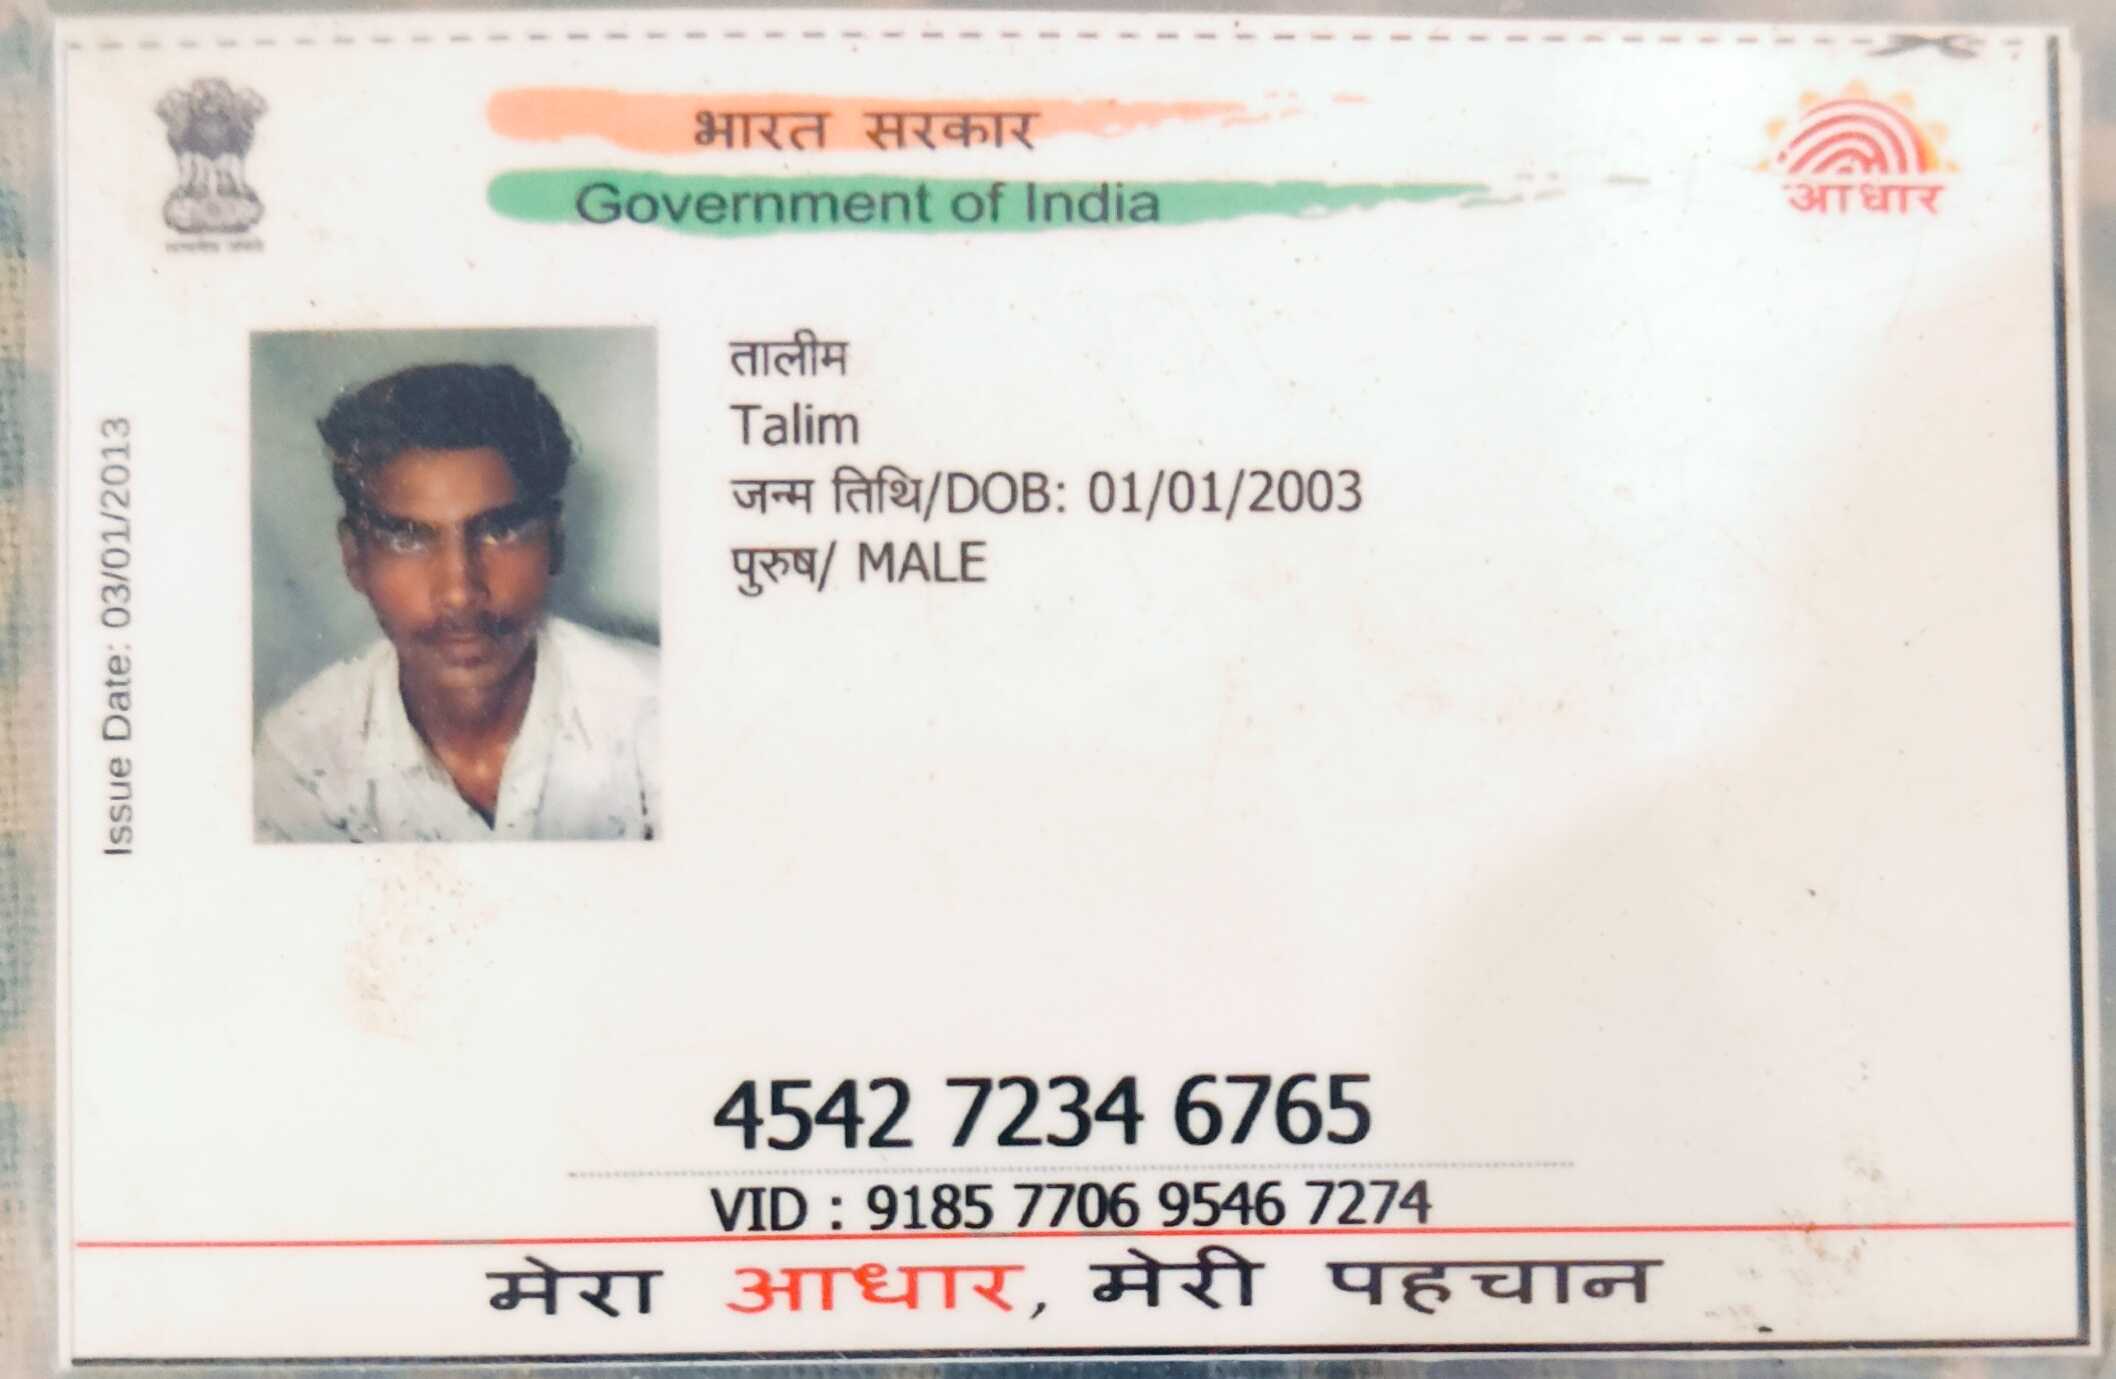 भारत सरकार
Government of India
आधार
Issue Date: 03/01/2013
तालीम
Talim
जन्म तिथि/DOB: 01/01/2003
पुरुष/ MALE
4542 7234 6765
VID : 9185 7706 9546 7274
मेरा आधार, मेरी पहचान